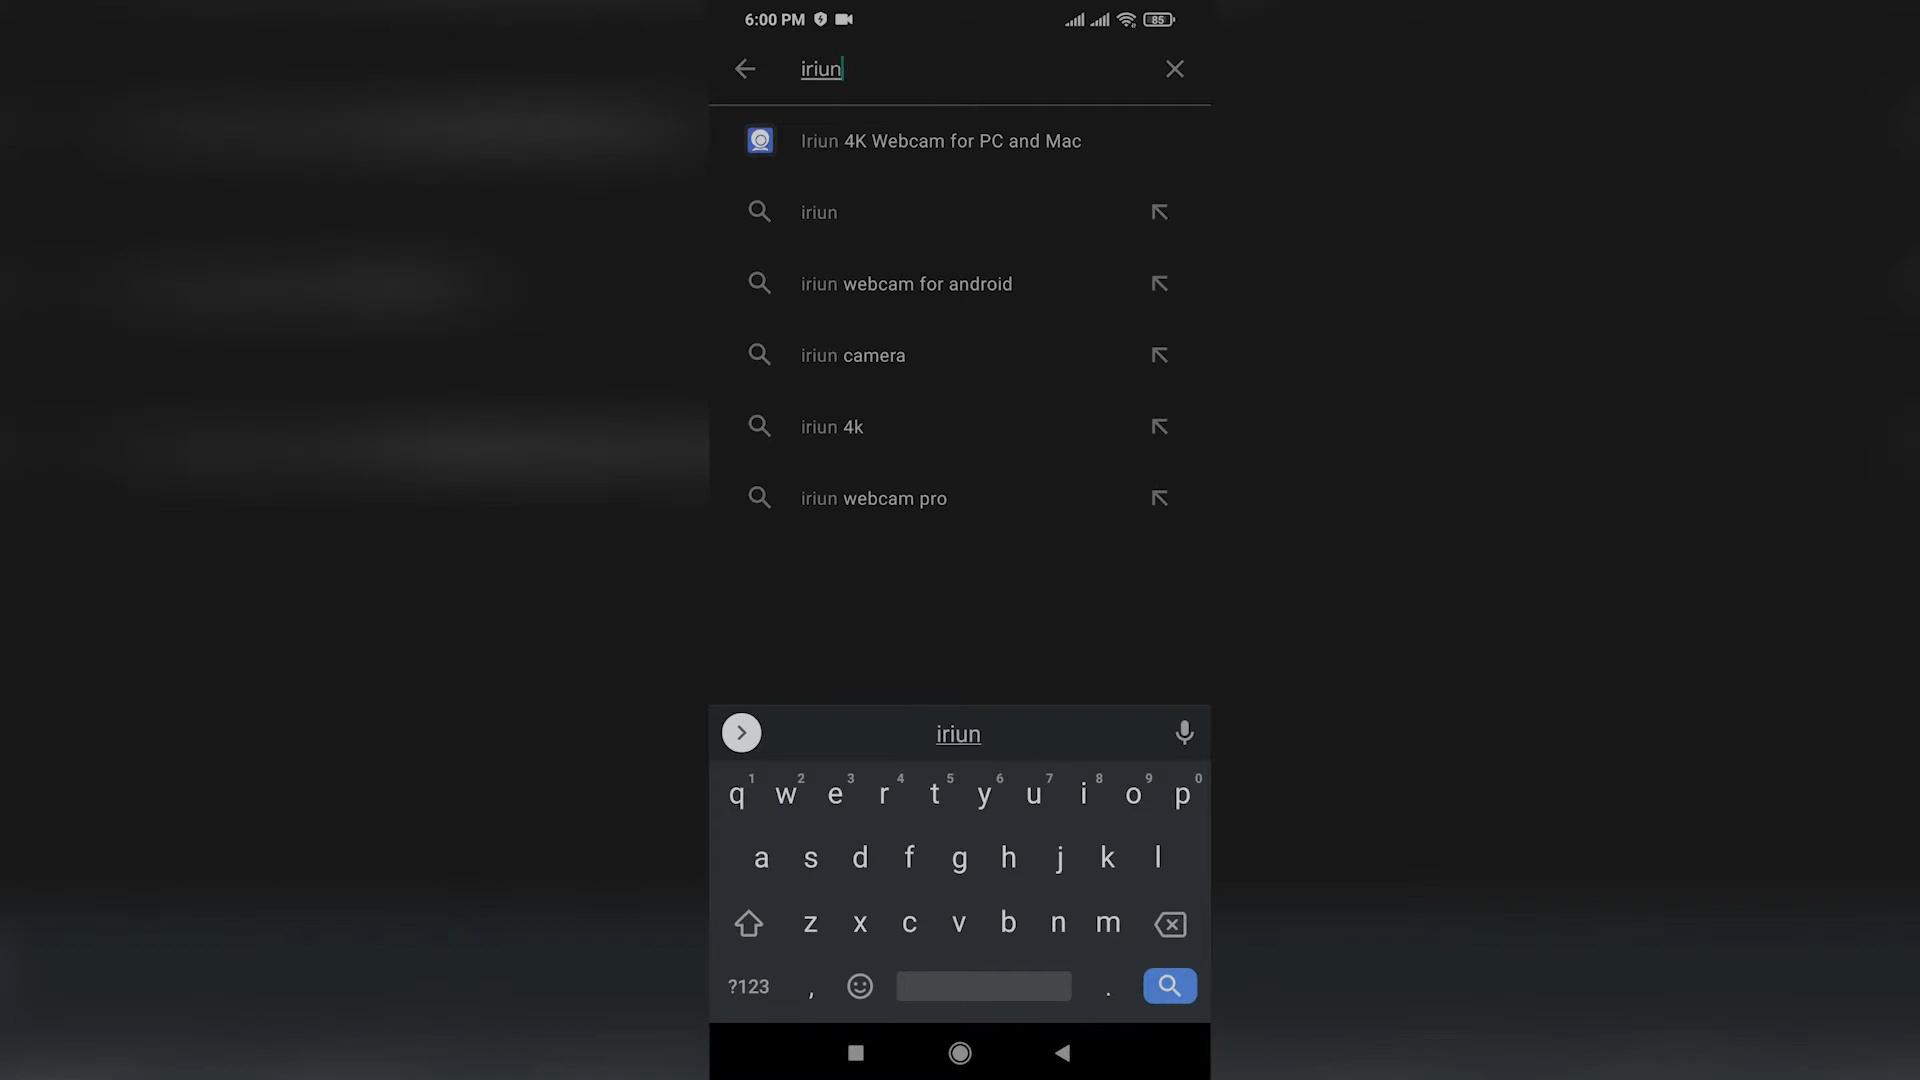 6:00 PM 85
iriun
Iriun 4K Webcam for PC and Mac
iriun
iriun webcam for android
iriun camera
iriun 4k
iriun webcam pro
iriun
1 2 3 4 5 6 7 8 9 0
q w e r t y u i o p
a s d f g h j k l
z x c v b n m
?123 , .